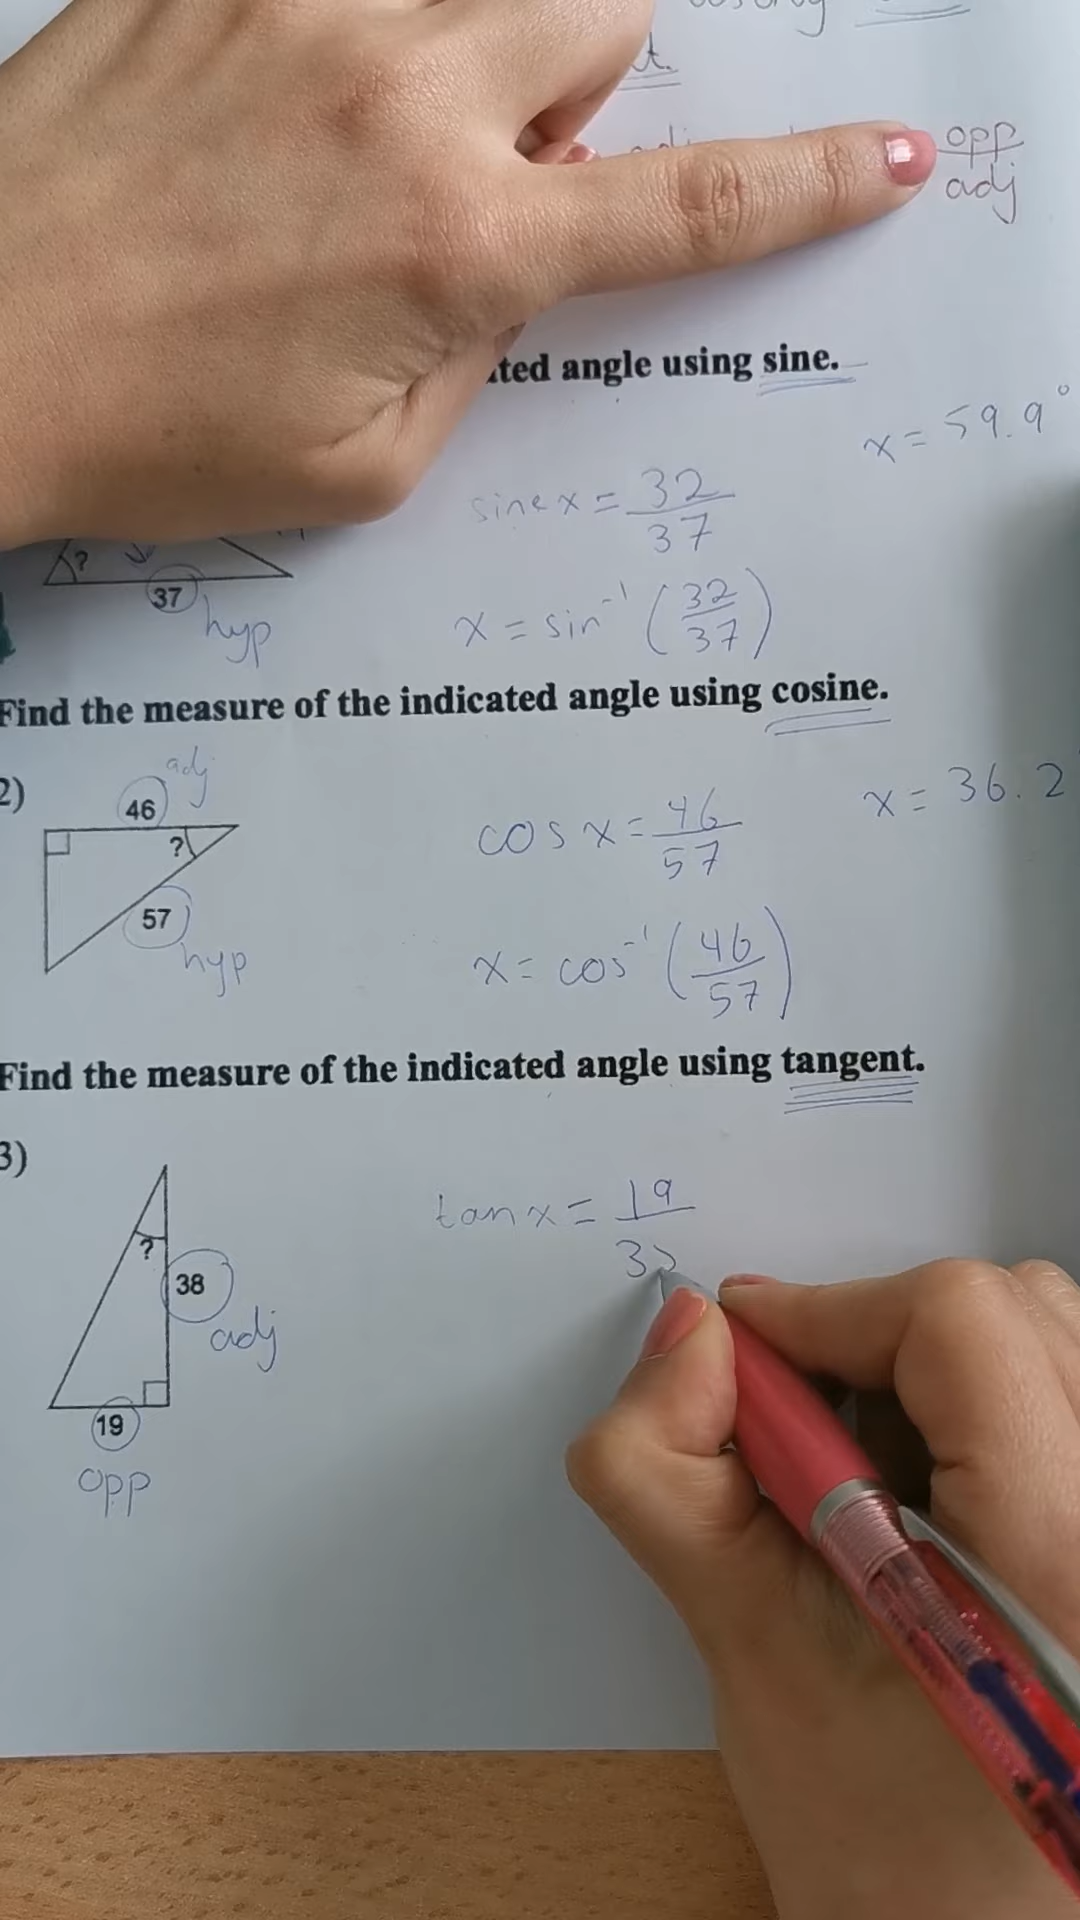 opp
adj
ated angle using sine.
x = 59.9°
sine x = 32
37
?
37
hyp
x = sin⁻¹ (32
37)
Find the measure of the indicated angle using cosine.
2)
adj
46
?
57
hyp
cos x = 46
57
x = 36.2
x = cos⁻¹ (46
57)
Find the measure of the indicated angle using tangent.
3)
?
38
adj
19
opp
tan x = 19
3